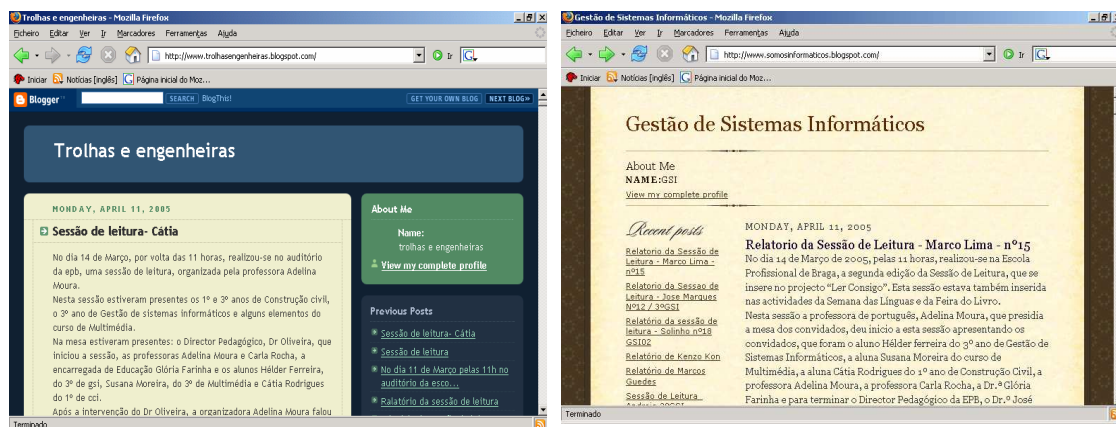 Trolhas e engenheiras - Mozilla Firefox
Ficheiro Editar Ver Ir Marcadores Ferramentas Ajuda
http://www.trolhasengenheiras.blogspot.com/ Ir
Iniciar Notícias [inglês] Página inicial do Moz...
Blogger SEARCH BlogThis! GET YOUR OWN BLOG NEXT BLOG»
Trolhas e engenheiras
MONDAY, APRIL 11, 2005
Sessão de leitura- Cátia
No dia 14 de Março, por volta das 11 horas, realizou-se no auditório
da epb, uma sessão de leitura, organizada pela professora Adelina
Moura.
Nesta sessão estiveram presentes os 1º e 3º anos de Construção civil,
o 3º ano de Gestão de sistemas informáticos e alguns elementos do
curso de Multimédia.
Na mesa estiveram presentes: o Director Pedagógico, Dr Oliveira, que
iniciou a sessão, as professoras Adelina Moura e Carla Rocha, a
encarregada de Educação Glória Farinha e os alunos Hélder Ferreira,
do 3º de gsi, Susana Moreira, do 3º de Multimédia e Cátia Rodrigues
do 1º de cci.
Após a intervenção do Dr Oliveira, a organizadora Adelina Moura falou
About Me
Name:
trolhas e engenheiras
View my complete profile
Previous Posts
Sessão de leitura- Cátia
Sessão de leitura
No dia 11 de Março pelas 11h no
auditório da esco...
Ralatório da sessão de leitura
Terminado
Gestão de Sistemas Informáticos - Mozilla Firefox
Ficheiro Editar Ver Ir Marcadores Ferramentas Ajuda
http://www.somosinformaticos.blogspot.com/ Ir
Iniciar Notícias [inglês] Página inicial do Moz...
Gestão de Sistemas Informáticos
About Me
NAME:GSI
View my complete profile
Recent posts
Relatorio da Sessão de
Leitura - Marco Lima -
nº15
Relatorio da Sessao de
Leitura - Jose Marques
Nº12 / 3ºGSI
Relatório da sessão de
leitura - Solinho nº18
GSI02
Relatório de Kenzo Kon
Relatório de Marcos
Guedes
Sessão de Leitura_
MONDAY, APRIL 11, 2005
Relatorio da Sessão de Leitura - Marco Lima - nº15
No dia 14 de Março de 2005, pelas 11 horas, realizou-se na Escola
Profissional de Braga, a segunda edição da Sessão de Leitura, que se
insere no projecto “Ler Consigo”. Esta sessão estava também inserida
nas actividades da Semana das Línguas e da Feira do Livro.
Nesta sessão a professora de português, Adelina Moura, que presidia
a mesa dos convidados, deu inicio a esta sessão apresentando os
convidados, que foram o aluno Hélder ferreira do 3º ano de Gestão de
Sistemas Informáticos, a aluna Susana Moreira do curso de
Multimédia, a aluna Cátia Rodrigues do 1º ano de Construção Civil, a
professora Adelina Moura, a professora Carla Rocha, a Dr.ª Glória
Farinha e para terminar o Director Pedagógico da EPB, o Dr.º José
Terminado